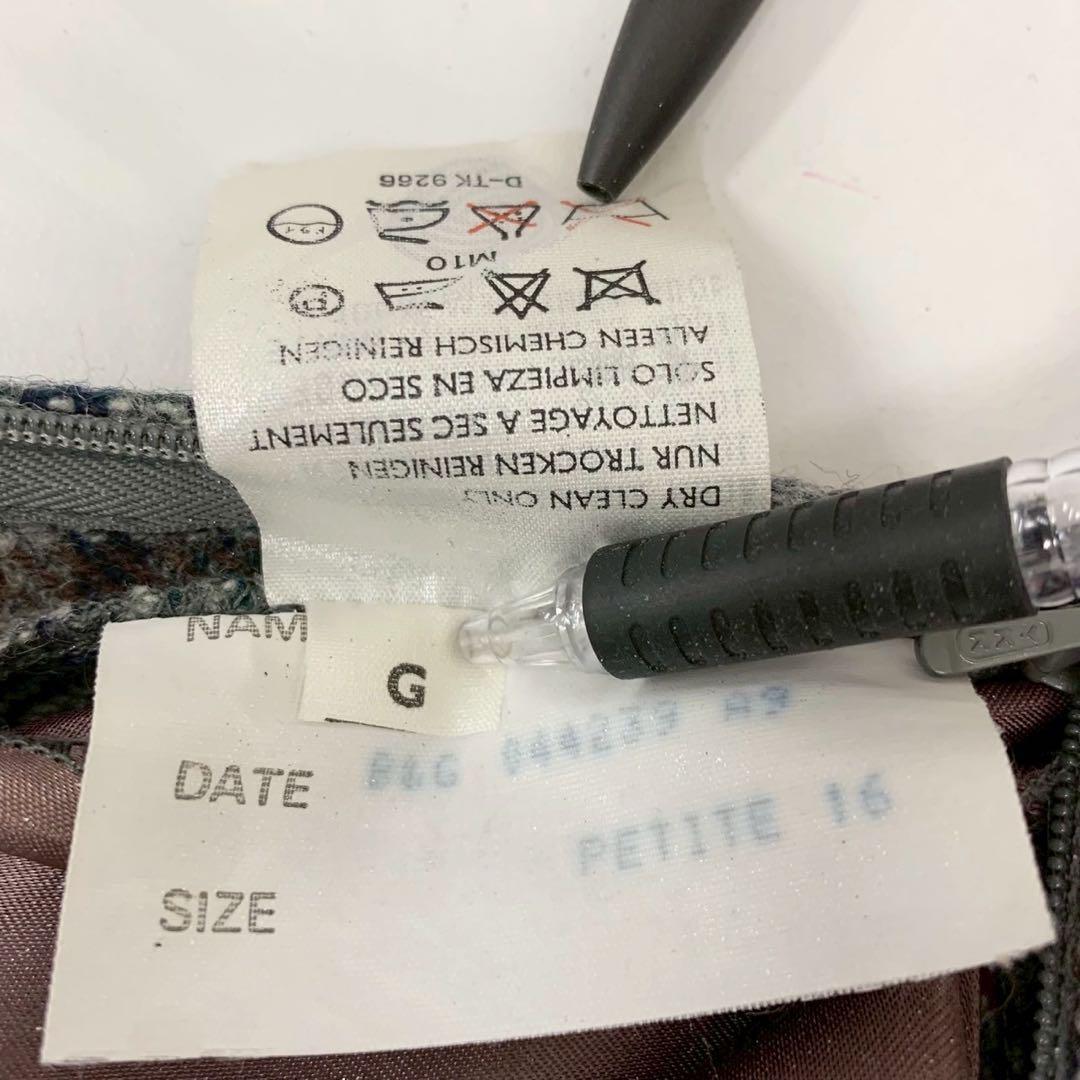 DRY CLEAN ONLY
NUR TROCKEN REINIGEN
NETTOYAGE A SEC SEULEMENT
SOLO LIMPIEZA EN SECO
ALLEEN CHEMISCH REINIGEN
P
M10
D-TK 9266
NAM
G
DATE
SIZE
PETITE 16
YKK